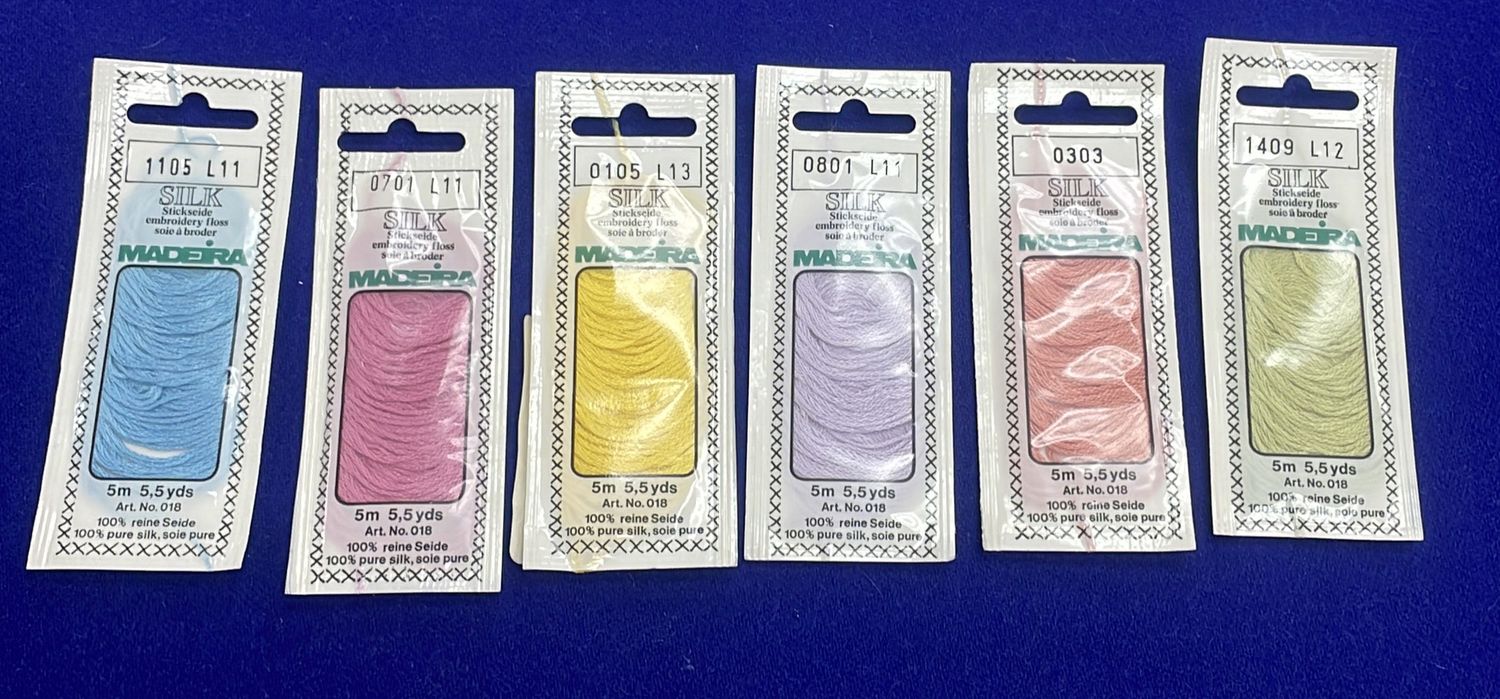 1105 L11
SILK
Stickseide
embroidery floss
soie à broder
MADEIRA
5m 5,5yds
Art. No. 018
100% reine Seide
100% pure silk, soie pure
0701 L11
SILK
Stickseide
embroidery floss
soie à broder
MADEIRA
5m 5,5yds
Art. No. 018
100% reine Seide
100% pure silk, soie pure
0105 L13
SILK
Stickseide
embroidery floss
soie à broder
MADEIRA
5m 5,5yds
Art. No. 018
100% reine Seide
100% pure silk, soie pure
0801 L11
SILK
Stickseide
embroidery floss
soie à broder
MADEIRA
5m 5,5yds
Art. No. 018
100% reine Seide
100% pure silk, soie pure
0303
SILK
Stickseide
embroidery floss
soie à broder
MADEIRA
5m 5,5yds
Art. No. 018
100% reine Seide
100% pure silk, soie pure
1409 L12
SILK
Stickseide
embroidery floss
soie à broder
MADEIRA
5m 5,5yds
Art. No. 018
100% reine Seide
100% pure silk, soie pure